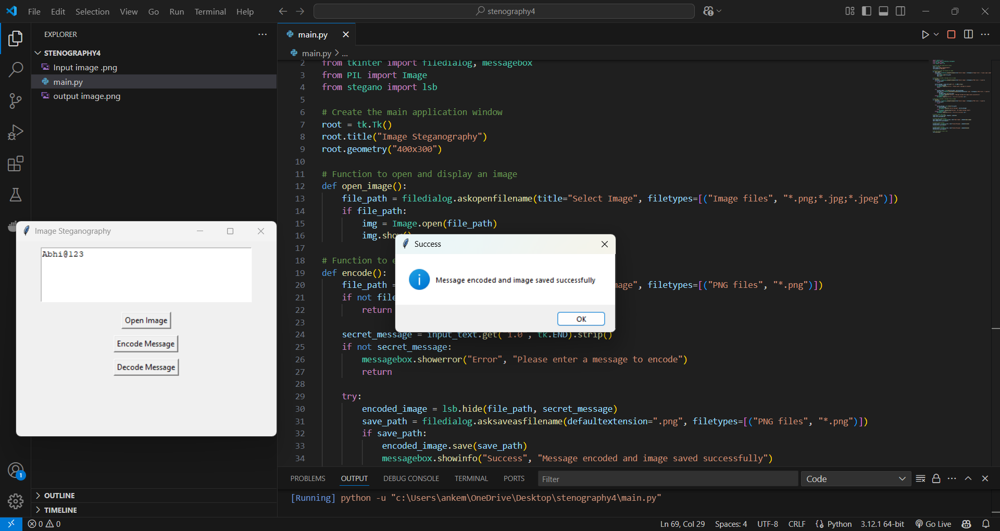 File Edit Selection View Go Run Terminal Help
stenography4
EXPLORER
STENOGRAPHY4
Input image .png
main.py
output image.png
main.py
main.py > ...
2 from tkinter import filedialog, messagebox
3 from PIL import Image
4 from stegano import lsb
5
6 # Create the main application window
7 root = tk.Tk()
8 root.title("Image Steganography")
9 root.geometry("400x300")
10
11 # Function to open and display an image
12 def open_image():
13 file_path = filedialog.askopenfilename(title="Select Image", filetypes=[("Image files", "*.png;*.jpg;*.jpeg")])
14 if file_path:
15 img = Image.open(file_path)
16 img.show()
17
18 # Function to e
19 def encode():
20 file_path = mage", filetypes=[("PNG files", "*.png")])
21 if not file
22 return
23
24 secret_message = input_text.get("1.0", tk.END).strip()
25 if not secret_message:
26 messagebox.showerror("Error", "Please enter a message to encode")
27 return
28
29 try:
30 encoded_image = lsb.hide(file_path, secret_message)
31 save_path = filedialog.asksaveasfilename(defaultextension=".png", filetypes=[("PNG files", "*.png")])
32 if save_path:
33 encoded_image.save(save_path)
34 messagebox.showinfo("Success", "Message encoded and image saved successfully")
Image Steganography
Abhi@123
Open Image
Encode Message
Decode Message
Success
Message encoded and image saved successfully
OK
PROBLEMS OUTPUT DEBUG CONSOLE TERMINAL PORTS Filter Code
[Running] python -u "c:\Users\ankem\OneDrive\Desktop\stenography4\main.py"
1
OUTLINE
TIMELINE
0 0 Ln 69, Col 29 Spaces: 4 UTF-8 CRLF Python 3.12.1 64-bit Go Live